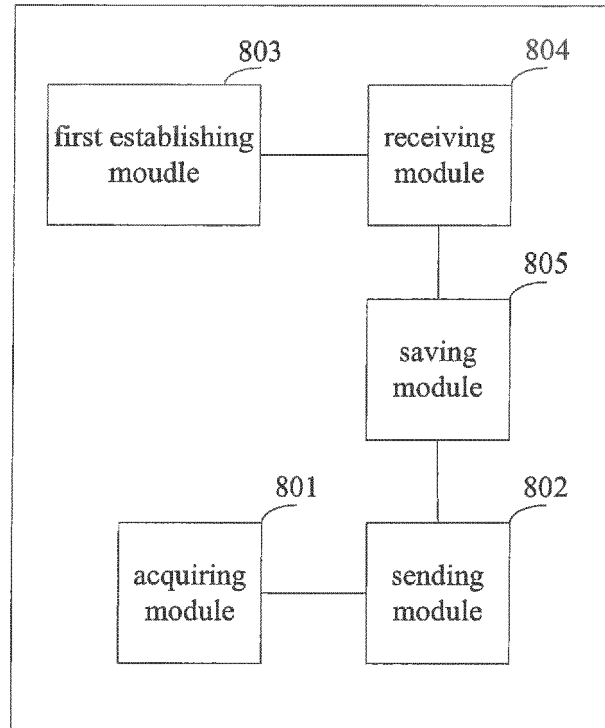 803
first establishing
moudle
804
receiving
module
805
saving
module
801
acquiring
module
802
sending
module